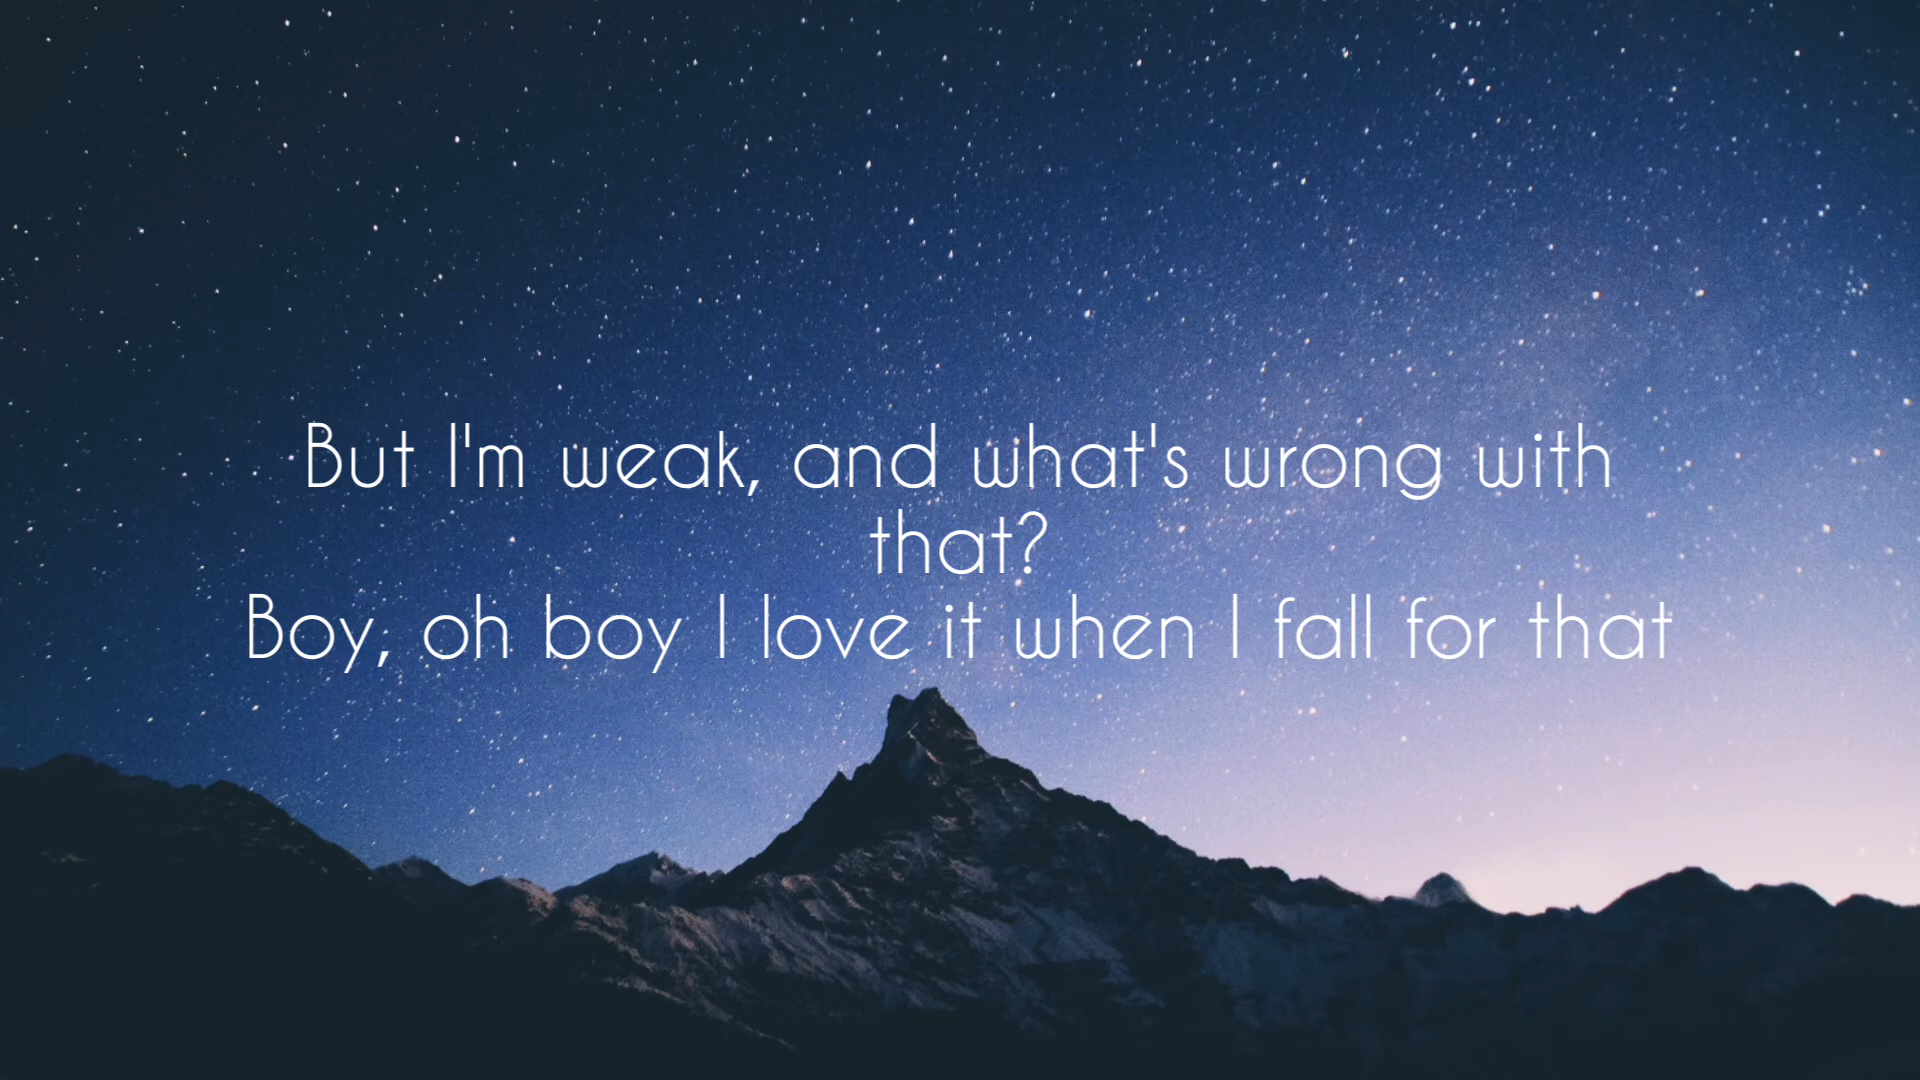 But I'm weak, and what's wrong with
that?
Boy, oh boy I love it when I fall for that